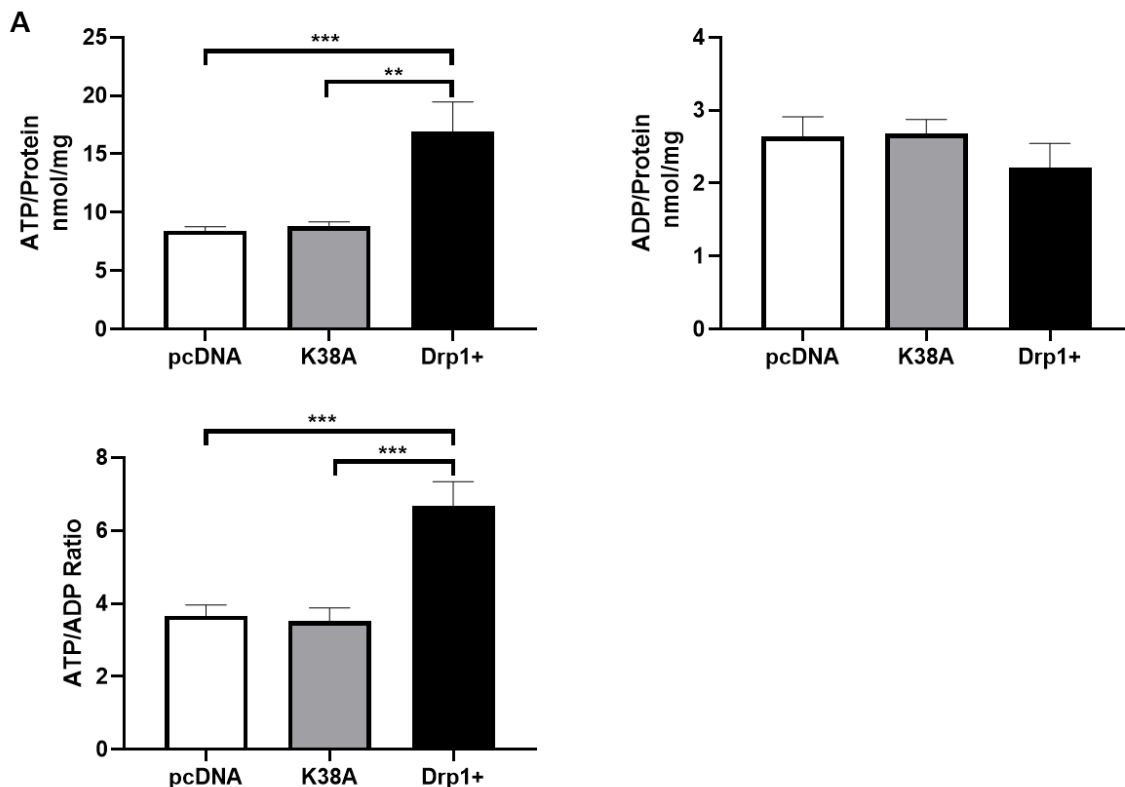 A
ATP/Protein
nmol/mg
25
20
15
10
5
0
***
**
pcDNA K38A Drp1+
ADP/Protein
nmol/mg
4
3
2
1
0
pcDNA K38A Drp1+
ATP/ADP Ratio
8
6
4
2
0
***
***
pcDNA K38A Drp1+